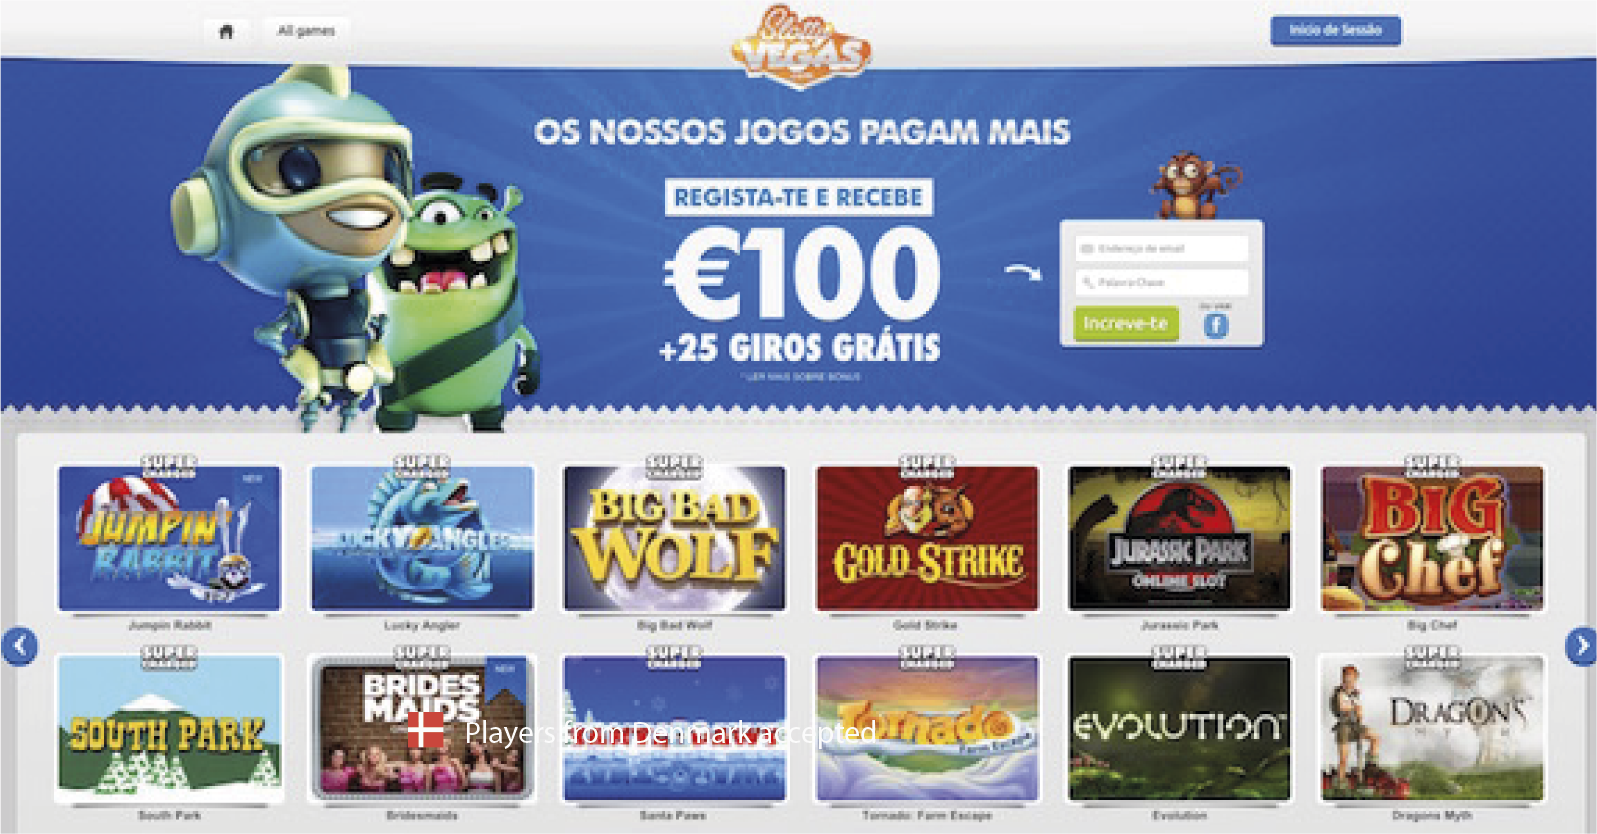 All games
Slotty
VEGAS
Início de Sessão
OS NOSSOS JOGOS PAGAM MAIS
REGISTA-TE E RECEBE
€100
+25 GIROS GRÁTIS
* LER MAIS SOBRE BONUS
Endereço de email
Palavra-Chave
Increve-te
ou use
f
SUPER CHARGED
SUPER CHARGED
SUPER CHARGED
SUPER CHARGED
SUPER CHARGED
SUPER CHARGED
NEW
JUMPIN'
RABBIT
LUCKY ANGLER
BIG BAD
WOLF
GOLD STRIKE
JURASSIC PARK
ONLINE SLOT
BIG
Chef
Jumpin Rabbit
Lucky Angler
Big Bad Wolf
Gold Strike
Jurassic Park
Big Chef
SUPER CHARGED
SUPER CHARGED
SUPER CHARGED
SUPER CHARGED
SUPER CHARGED
SUPER CHARGED
NEW
SOUTH PARK
BRIDES
MAIDS
Tornado
Farm Escape
EVOLUTION
DRAGON'S
MYTH
Players from Denmark accepted
South Park
Bridesmaids
Santa Paws
Tornado: Farm Escape
Evolution
Dragons Myth